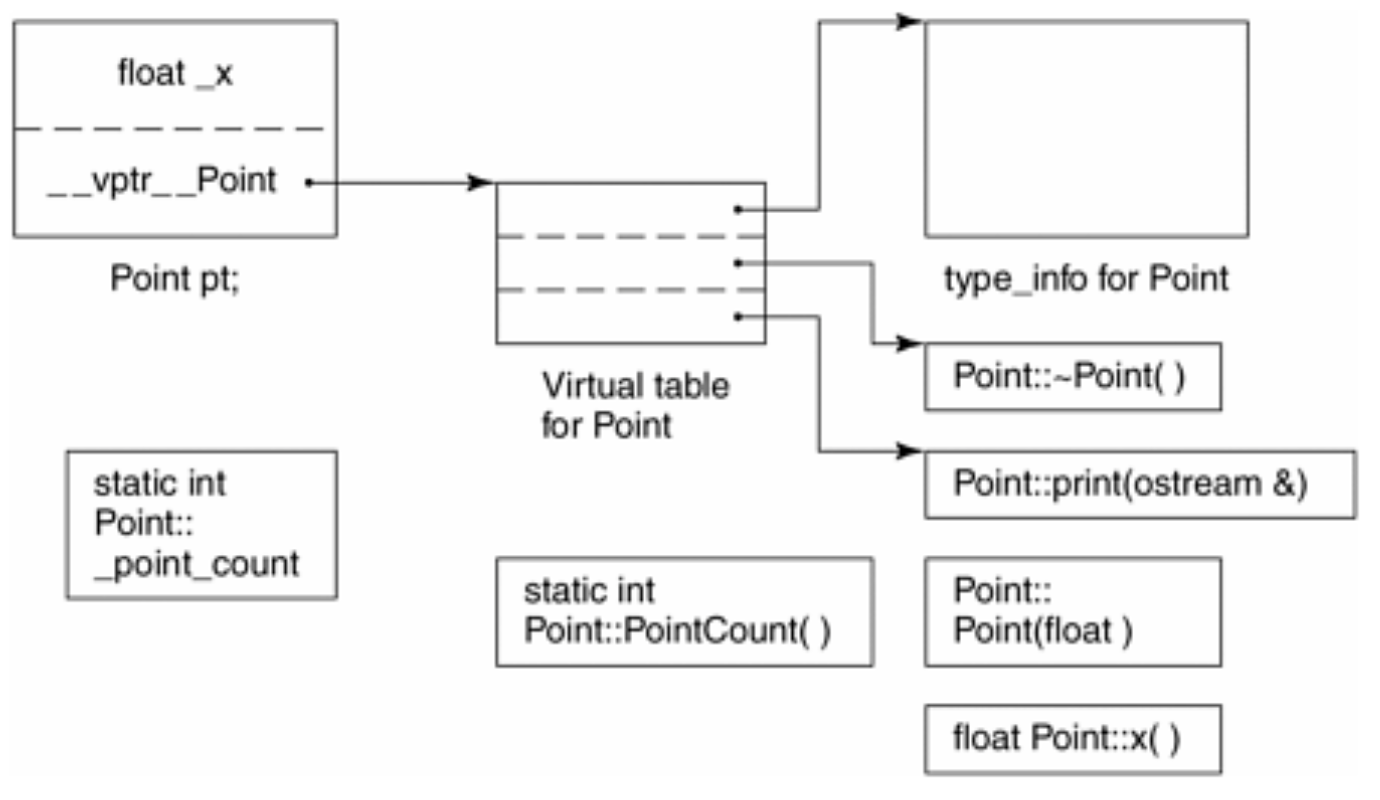 float _x
__vptr__Point
Point pt;
type_info for Point
Virtual table
for Point
Point::~Point( )
Point::print(ostream &)
static int
Point::
_point_count
static int
Point::PointCount( )
Point::
Point(float )
float Point::x( )